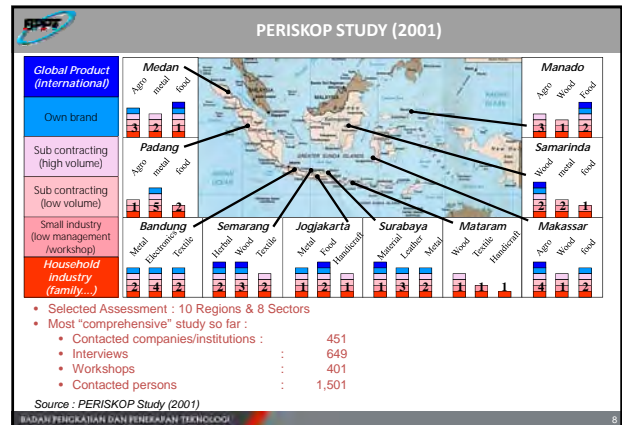 BPPT
PERISKOP STUDY (2001)
Global Product
(international)
Own brand
Sub contracting
(high volume)
Sub contracting
(low volume)
Small industry
(low management
/workshop)
Household
industry
(family....)
Medan
Agro metal food
3 2 1
Padang
Agro metal food
1 5 2
Manado
Agro Wood Food
3 1 2
Samarinda
Wood metal food
2 2 1
Bandung
Metal Electronics Textile
2 4 2
Semarang
Herbal Wood Textile
2 3 2
Jogjakarta
Metal Food Handicraft
1 2 1
Surabaya
Material Leather Metal
1 3 2
Mataram
Wood Textile Handicraft
1 1 1
Makassar
Agro Wood food
4 1 2
GREATER SUNDA ISLANDS
• Selected Assessment : 10 Regions & 8 Sectors
• Most “comprehensive” study so far :
• Contacted companies/institutions : 451
• Interviews : 649
• Workshops : 401
• Contacted persons : 1,501
Source : PERISKOP Study (2001)
BADAN PENGKAJIAN DAN PENERAPAN TEKNOLOGI
8